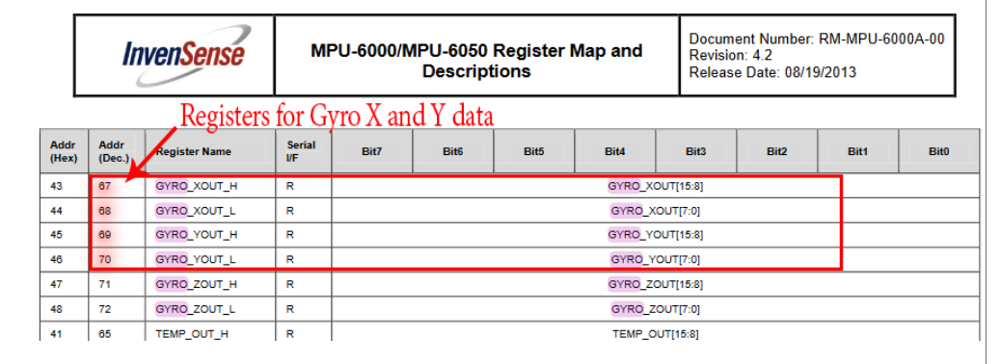 InvenSense
MPU-6000/MPU-6050 Register Map and
Descriptions
Document Number: RM-MPU-6000A-00
Revision: 4.2
Release Date: 08/19/2013
Registers for Gyro X and Y data
Addr (Hex) Addr (Dec.) Register Name Serial I/F Bit7 Bit6 Bit5 Bit4 Bit3 Bit2 Bit1 Bit0
43 67 GYRO_XOUT_H R GYRO_XOUT[15:8]
44 68 GYRO_XOUT_L R GYRO_XOUT[7:0]
45 69 GYRO_YOUT_H R GYRO_YOUT[15:8]
46 70 GYRO_YOUT_L R GYRO_YOUT[7:0]
47 71 GYRO_ZOUT_H R GYRO_ZOUT[15:8]
48 72 GYRO_ZOUT_L R GYRO_ZOUT[7:0]
41 65 TEMP_OUT_H R TEMP_OUT[15:8]